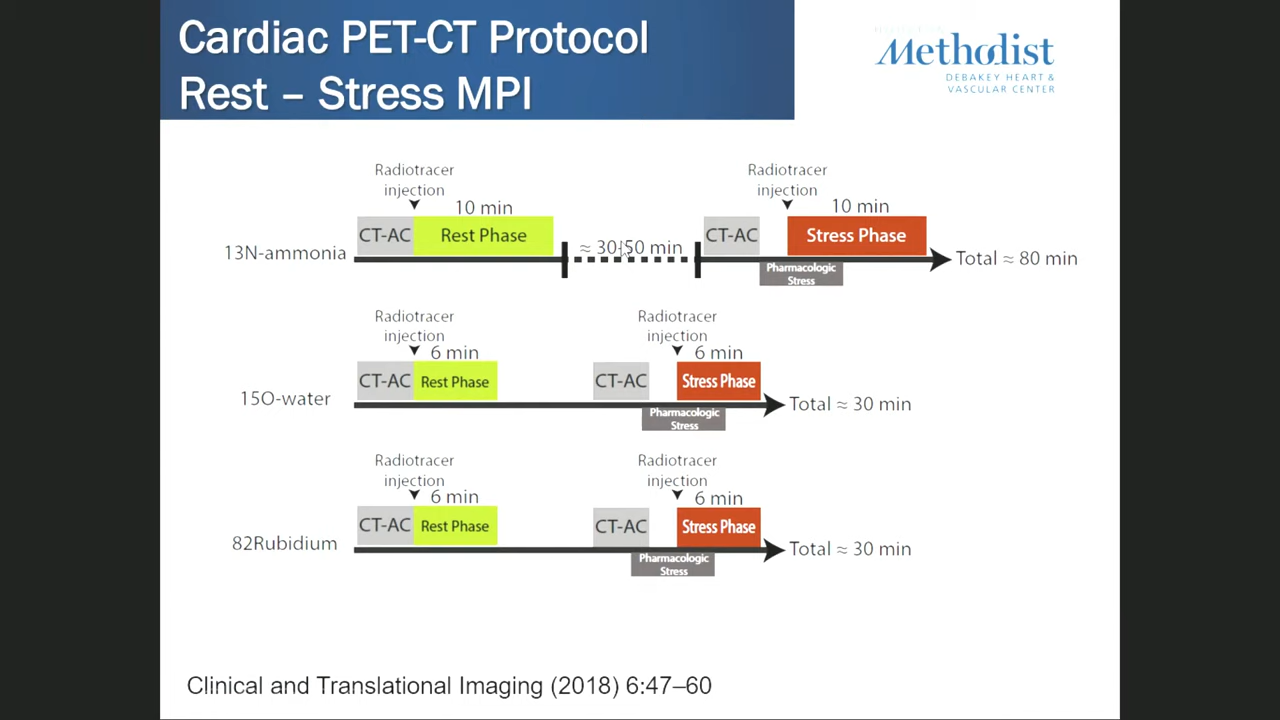 Cardiac PET-CT Protocol
Rest – Stress MPI
Methodist
DEBAKEY HEART &
VASCULAR CENTER
Radiotracer
injection
10 min
CT-AC
Rest Phase
≈ 30-50 min
Radiotracer
injection
10 min
CT-AC
Stress Phase
13N-ammonia
Pharmacologic
Stress
Total ≈ 80 min
Radiotracer
injection
6 min
CT-AC
Rest Phase
Radiotracer
injection
6 min
CT-AC
Stress Phase
15O-water
Pharmacologic
Stress
Total ≈ 30 min
Radiotracer
injection
6 min
CT-AC
Rest Phase
Radiotracer
injection
6 min
CT-AC
Stress Phase
82Rubidium
Pharmacologic
Stress
Total ≈ 30 min
Clinical and Translational Imaging (2018) 6:47–60